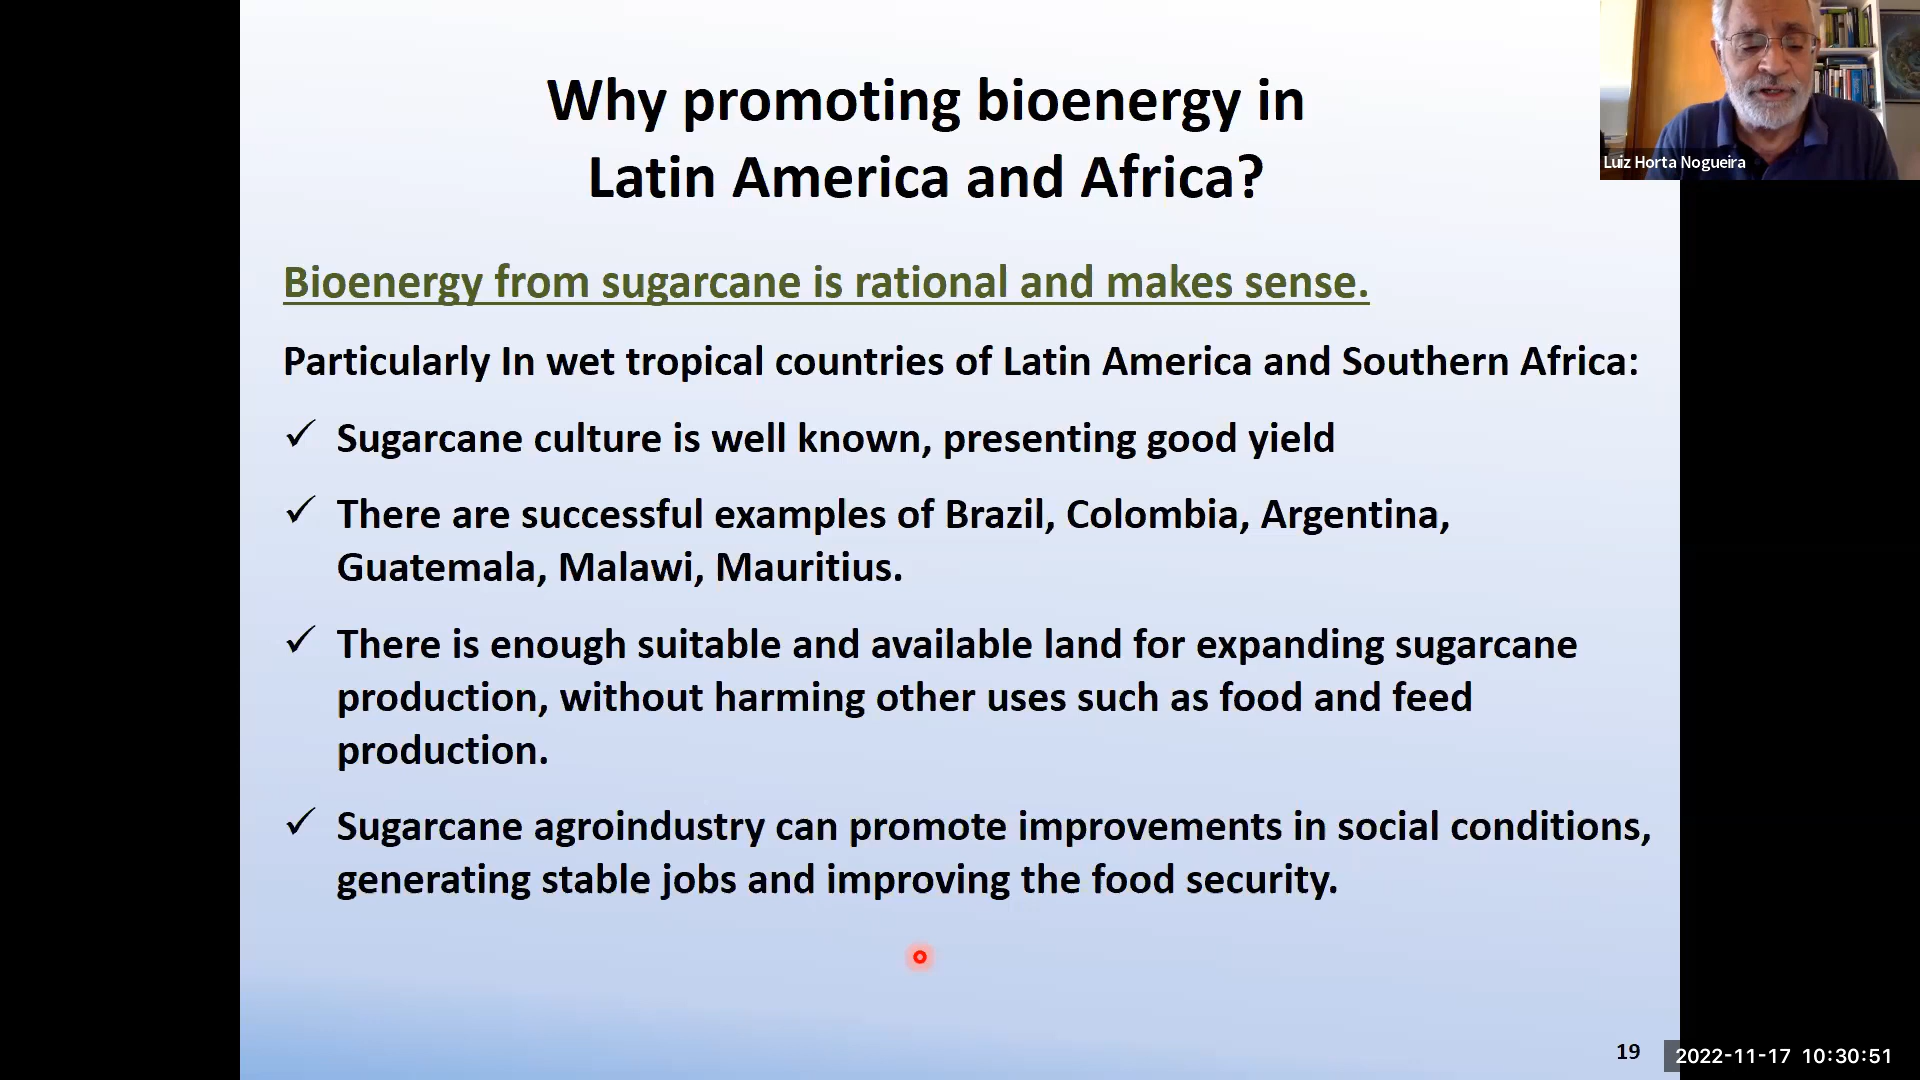 Why promoting bioenergy in
Latin America and Africa?
Luiz Horta Nogueira
Bioenergy from sugarcane is rational and makes sense.
Particularly In wet tropical countries of Latin America and Southern Africa:
✓ Sugarcane culture is well known, presenting good yield
✓ There are successful examples of Brazil, Colombia, Argentina,
Guatemala, Malawi, Mauritius.
✓ There is enough suitable and available land for expanding sugarcane
production, without harming other uses such as food and feed
production.
✓ Sugarcane agroindustry can promote improvements in social conditions,
generating stable jobs and improving the food security.
19
2022-11-17 10:30:51